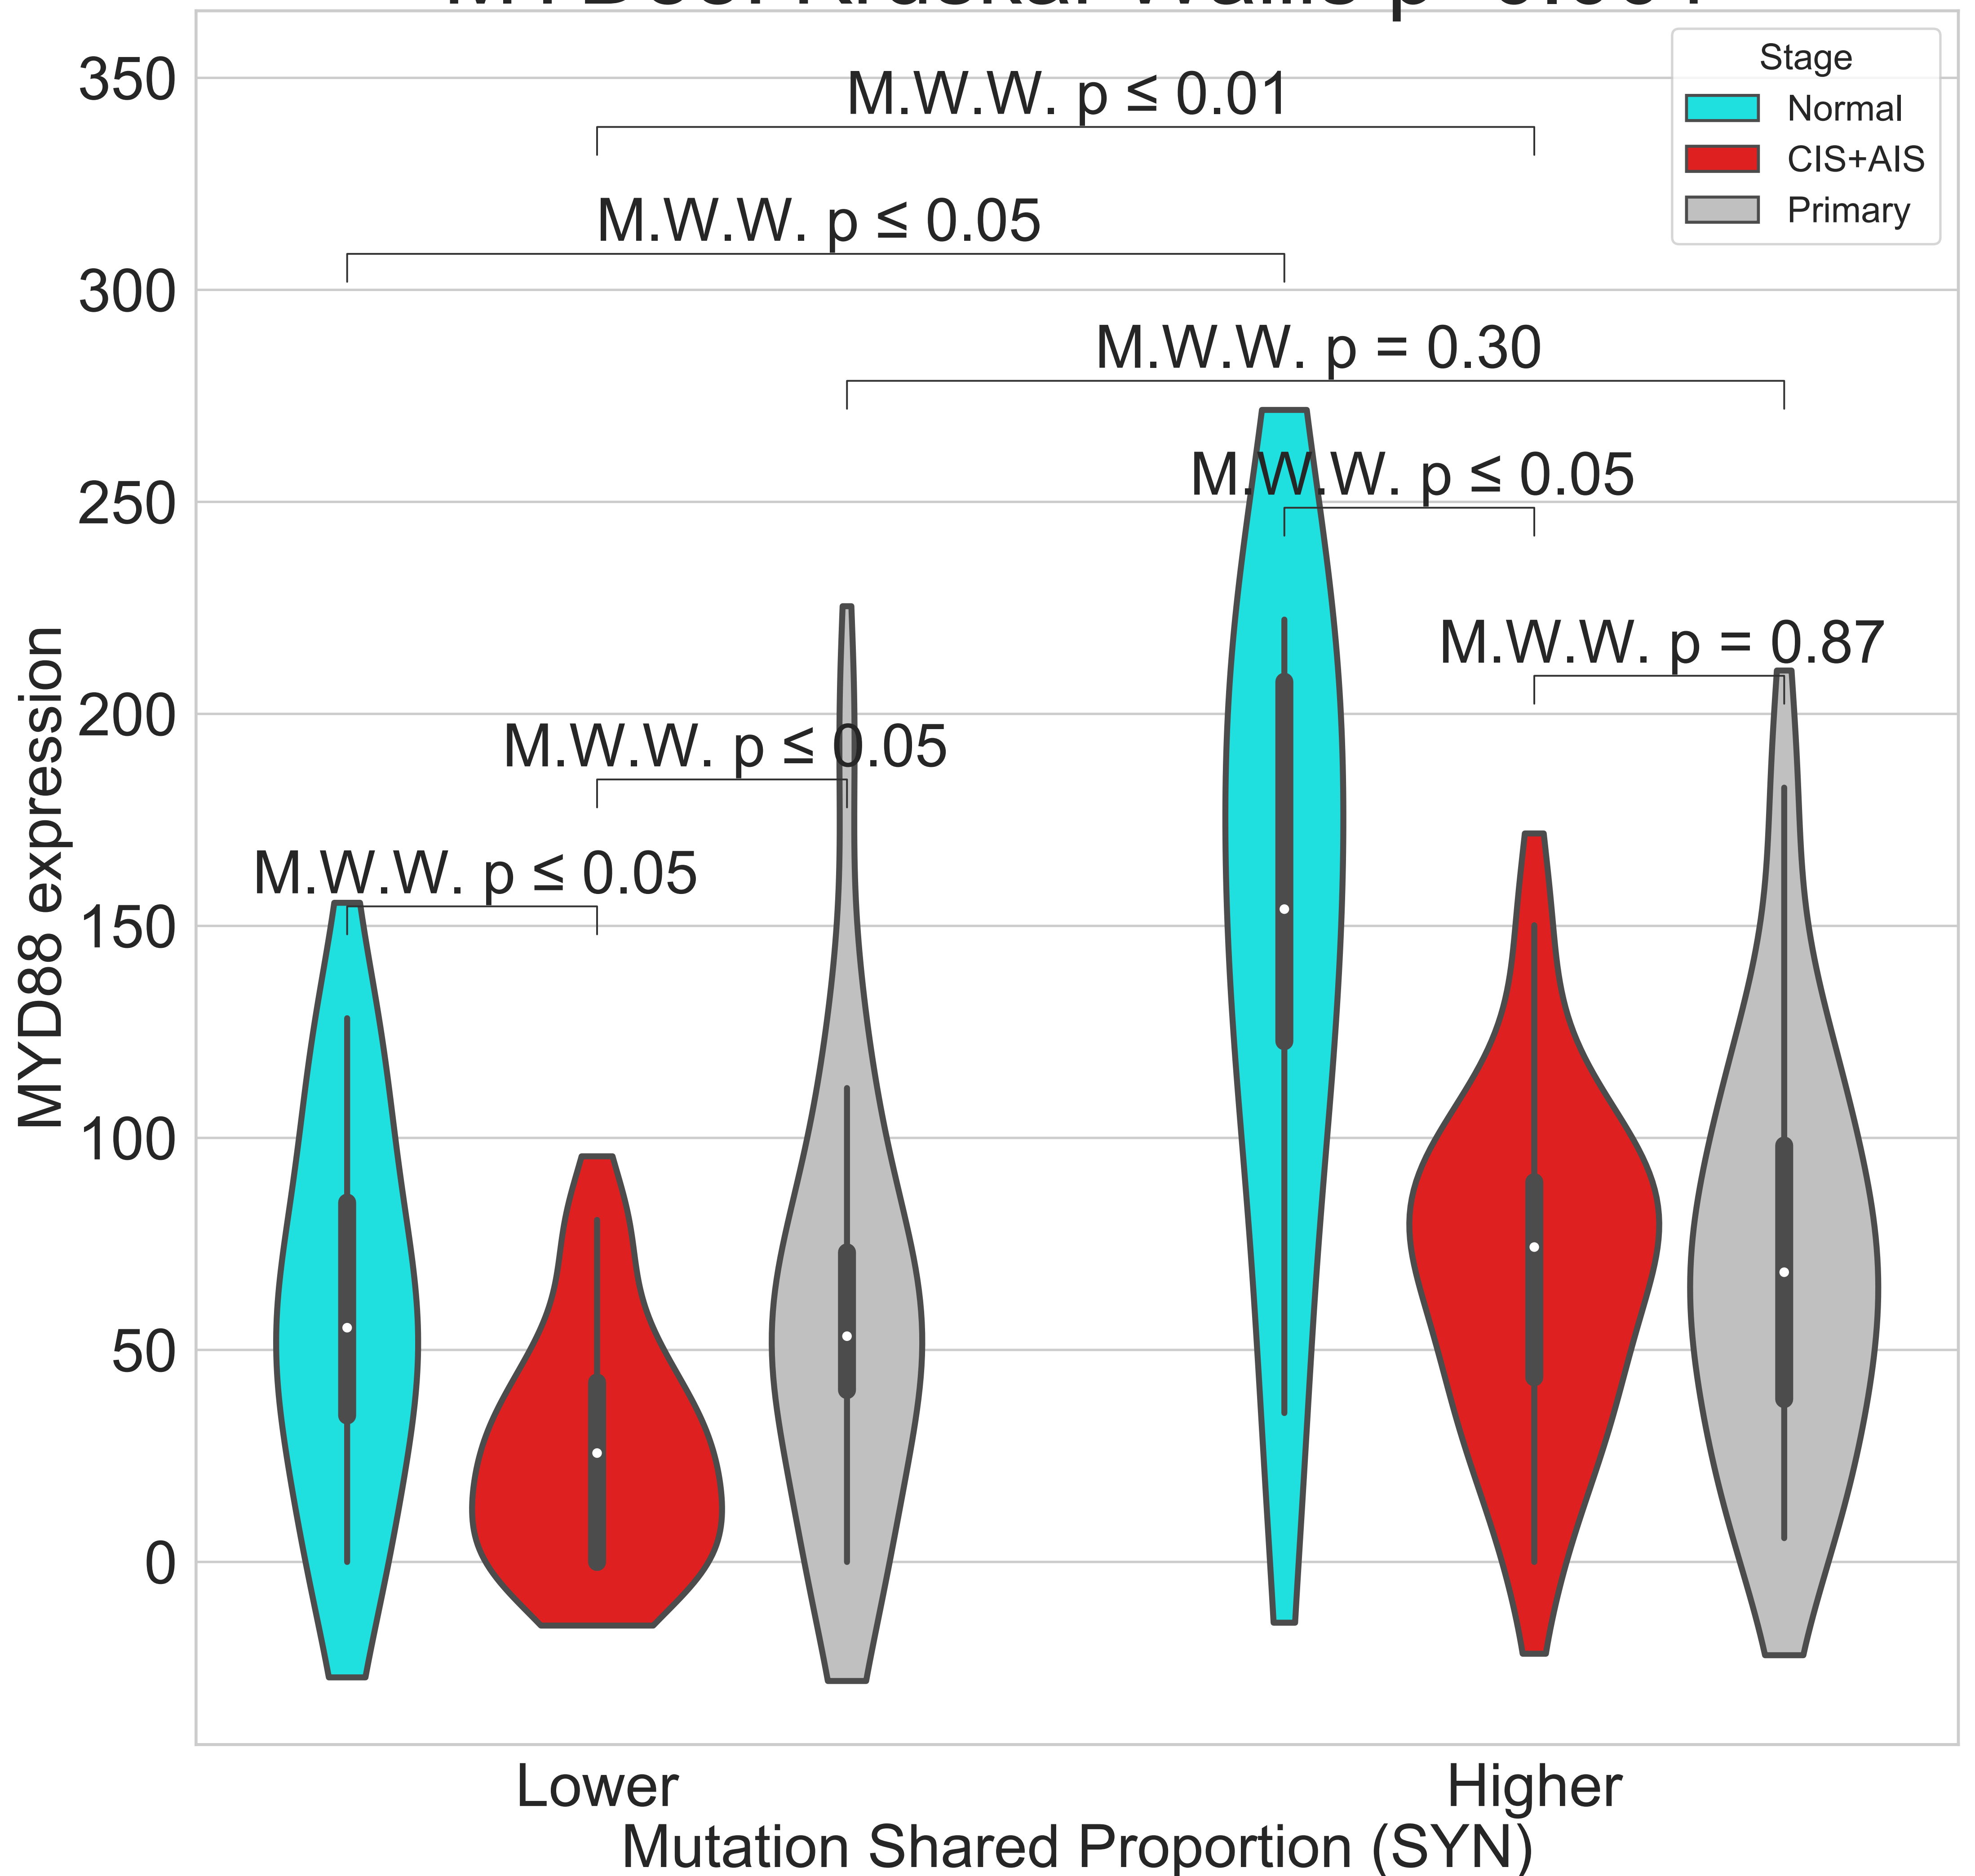 350
300
250
200
150
100
50
0
MYD88 expression
M.W.W. p ≤ 0.01
M.W.W. p ≤ 0.05
M.W.W. p = 0.30
M.W.W. p ≤ 0.05
M.W.W. p = 0.87
M.W.W. p ≤ 0.05
M.W.W. p ≤ 0.05
Stage
Normal
CIS+AIS
Primary
Lower
Higher
Mutation Shared Proportion (SYN)